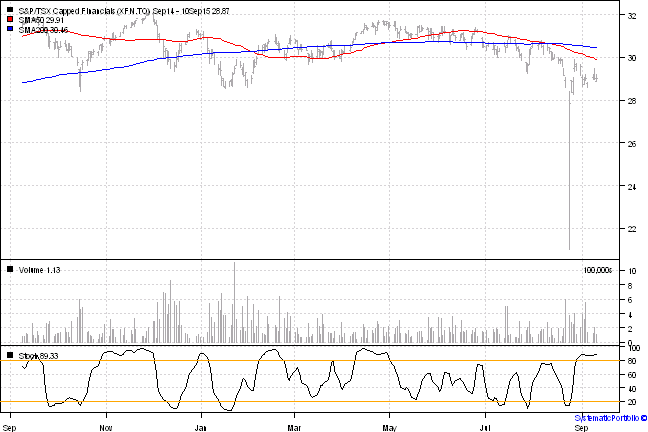 S&P/TSX Capped Financials (XFN.TO) Sep14 - 10Sep15 28.87
SMA50 29.91
SMA200 30.46
32
30
28
26
24
22
Volume 1.13
100,000s
10
8
6
4
2
0
Stock 89.33
100
80
60
40
20
Sep
Nov
Jan
Mar
May
Jul
Sep
SystematicPortfolio ©